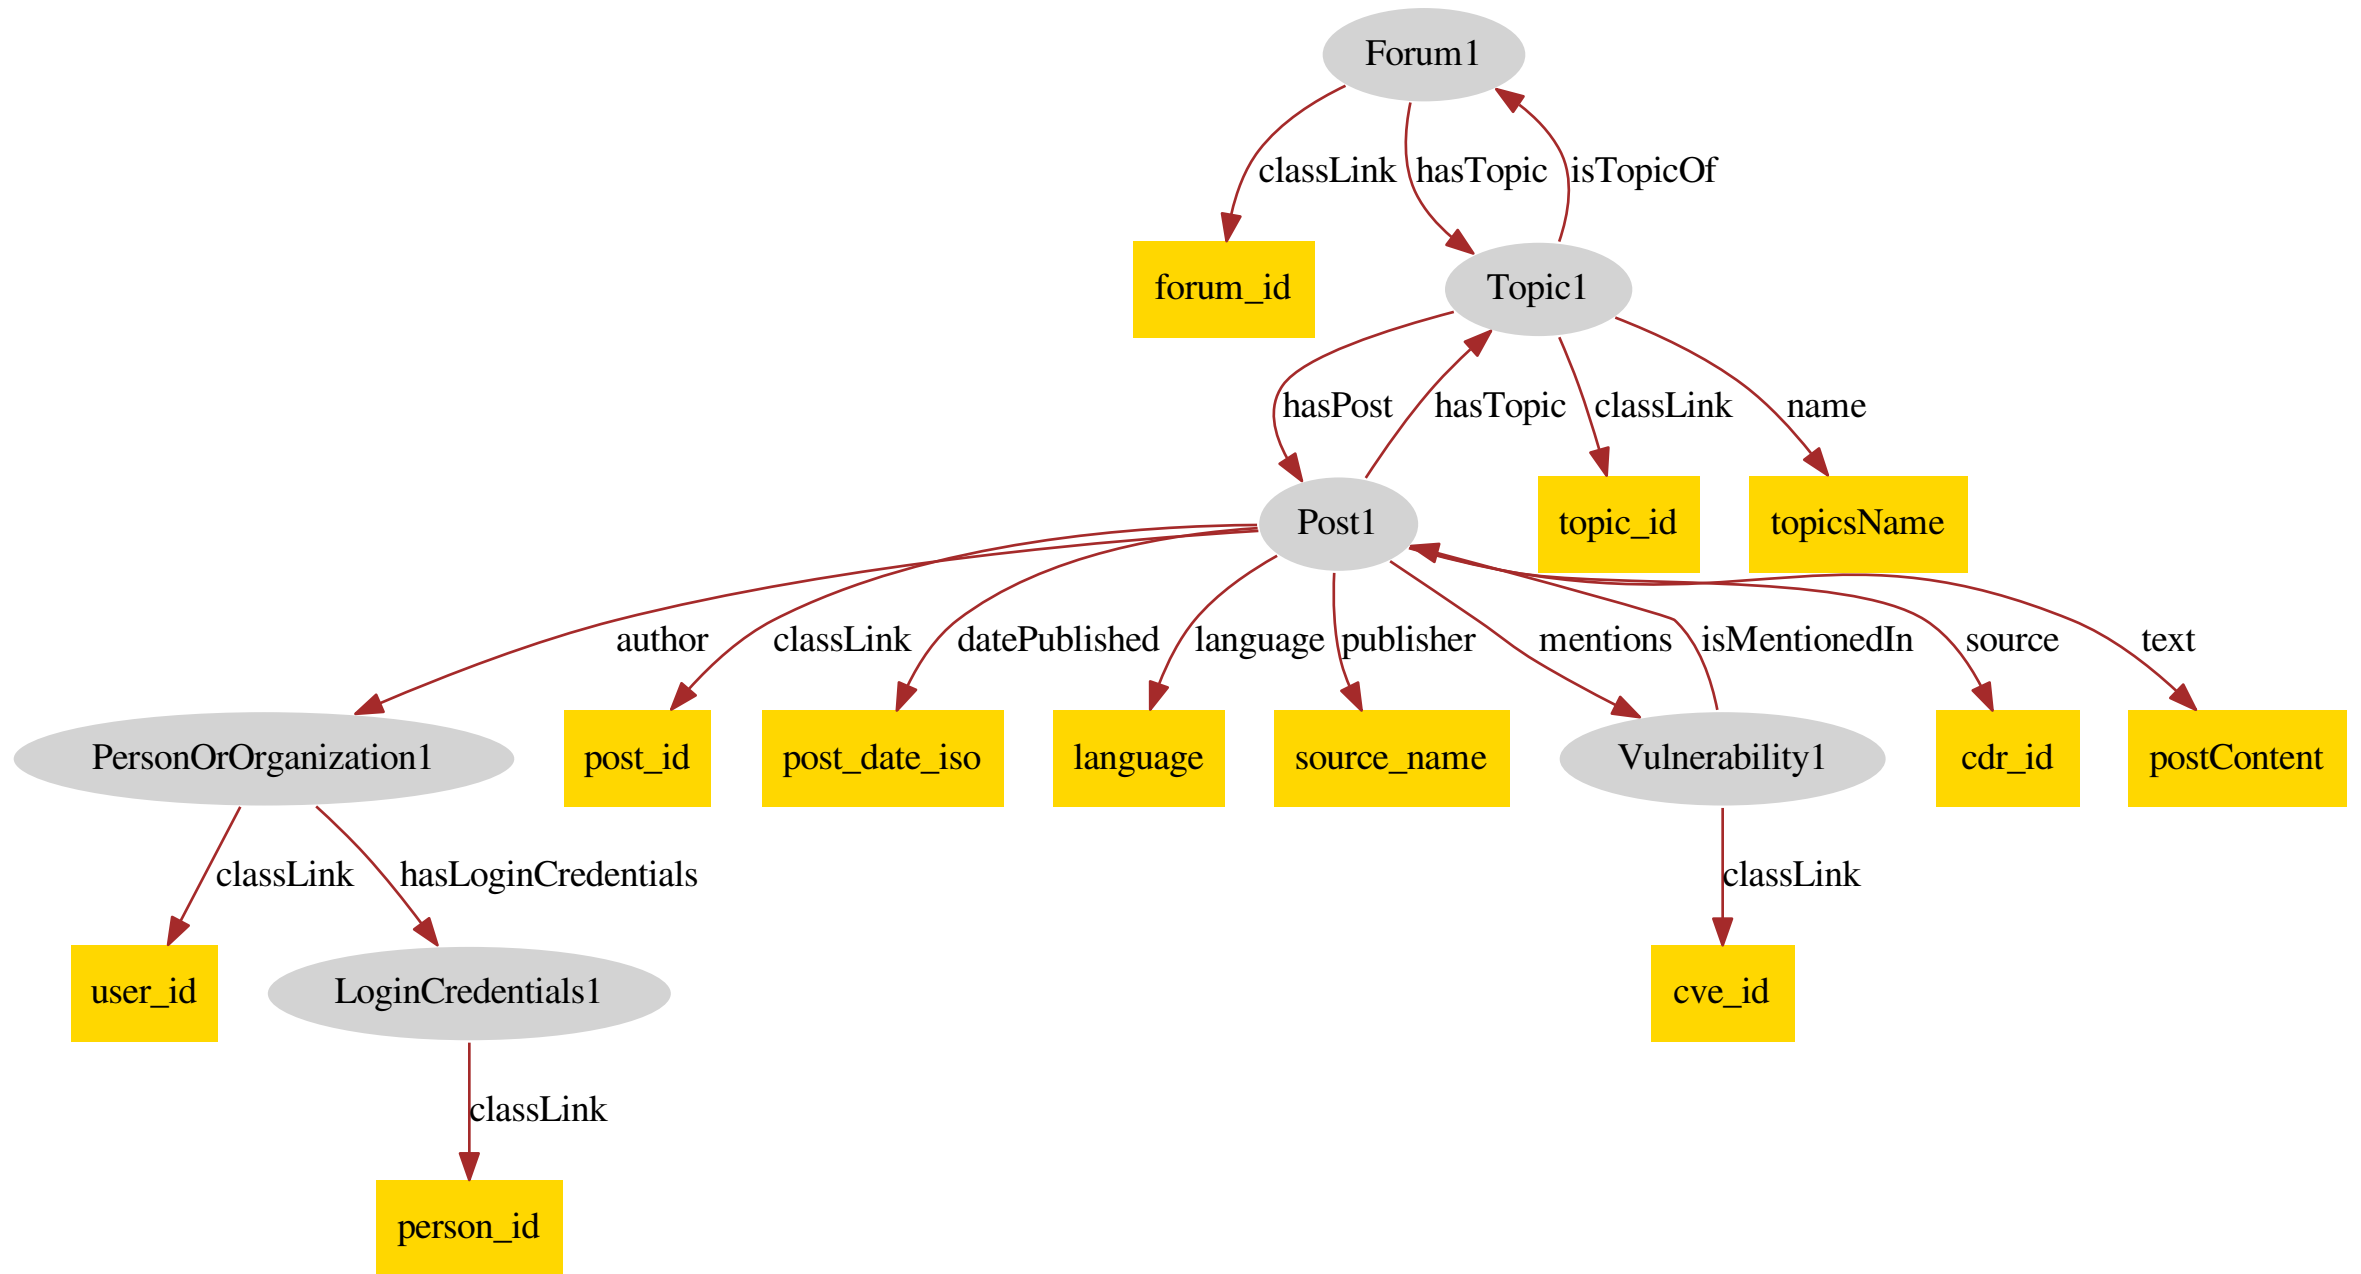 Forum1
classLink
hasTopic
isTopicOf
forum_id
Topic1
hasPost
hasTopic
classLink
name
Post1
topic_id
topicsName
author
classLink
datePublished
language
publisher
mentions
isMentionedIn
source
text
PersonOrOrganization1
post_id
post_date_iso
language
source_name
Vulnerability1
cdr_id
postContent
classLink
hasLoginCredentials
classLink
user_id
LoginCredentials1
cve_id
classLink
person_id